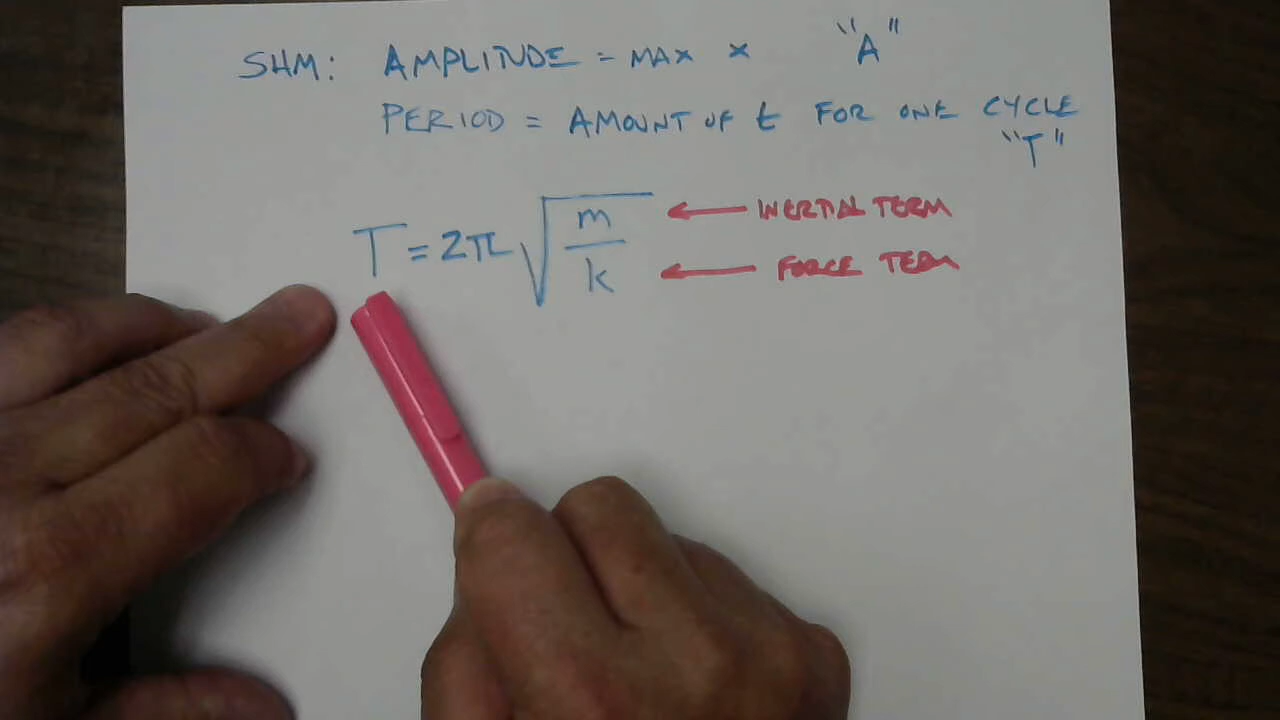 SHM: AMPLITUDE = MAX x "A"
PERIOD = AMOUNT OF t FOR ONE CYCLE
"T"
T = 2π √(m/k)
← INERTIAL TERM
← FORCE TERM